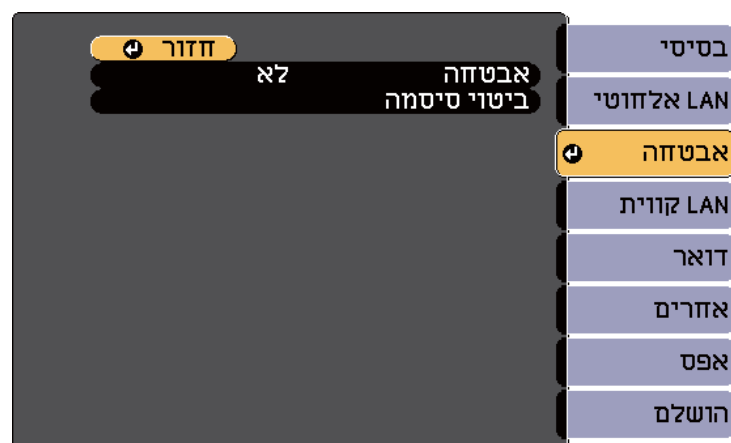 בסיסי
LAN אלחוטי
אבטחה
LAN קווית
דואר
אחרים
אפס
הושלם
חזור
אבטחה לא
ביטוי סיסמה